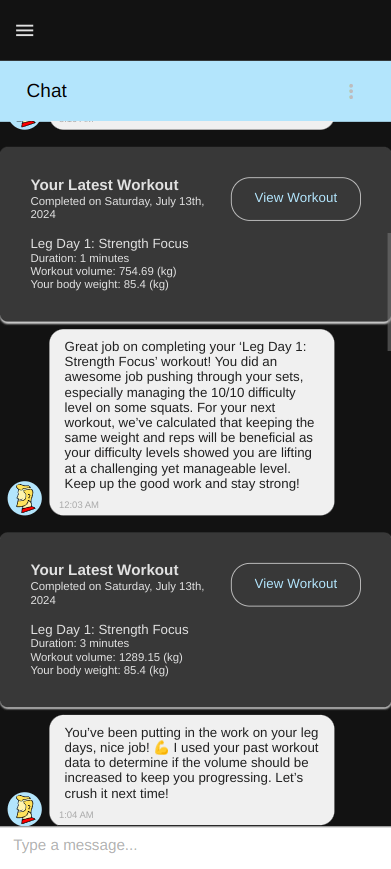 Chat
Your Latest Workout
Completed on Saturday, July 13th,
2024
View Workout
Leg Day 1: Strength Focus
Duration: 1 minutes
Workout volume: 754.69 (kg)
Your body weight: 85.4 (kg)
Great job on completing your ‘Leg Day 1:
Strength Focus’ workout! You did an
awesome job pushing through your sets,
especially managing the 10/10 difficulty
level on some squats. For your next
workout, we’ve calculated that keeping the
same weight and reps will be beneficial as
your difficulty levels showed you are lifting
at a challenging yet manageable level.
Keep up the good work and stay strong!
12:03 AM
Your Latest Workout
Completed on Saturday, July 13th,
2024
View Workout
Leg Day 1: Strength Focus
Duration: 3 minutes
Workout volume: 1289.15 (kg)
Your body weight: 85.4 (kg)
You’ve been putting in the work on your leg
days, nice job! 💪 I used your past workout
data to determine if the volume should be
increased to keep you progressing. Let’s
crush it next time!
1:04 AM
Type a message...